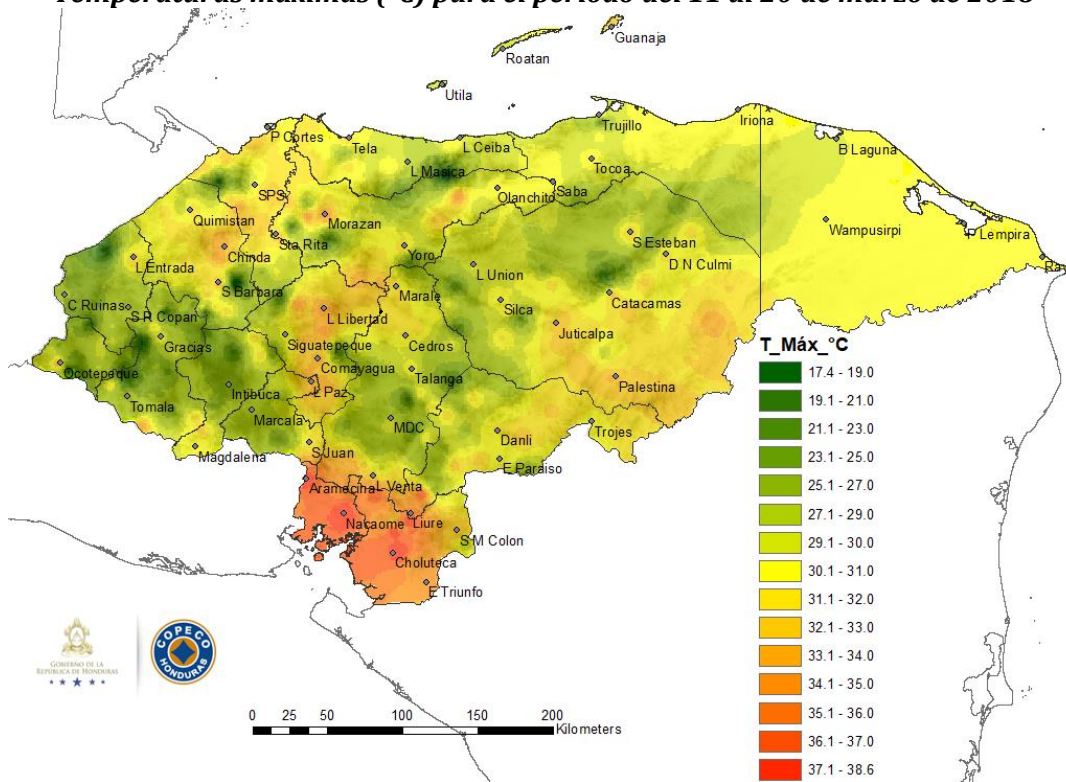 Temperaturas máximas (°C) para el periodo del 11 al 20 de marzo de 2018
Guanaja
Roatan
Utila
P Cortes
Tela
L Ceiba
Trujillo
Iriona
B Laguna
L Masica
Tocoa
SPS
Olanchito
Saba
Quimistan
Morazan
Wampusirpi
P Lempira
Sta Rita
S Esteban
Chinda
Yoro
D N Culmi
L Entrada
L Union
Ra
S Barbara
Marale
Catacamas
C Ruinas
S R Copan
L Libertad
Silca
Juticalpa
Gracias
Siguatepeque
Cedros
Ocotepeque
Comayagua
Talanga
Palestina
Intibuca
L Paz
Tomala
Marcala
MDC
Danli
Trojes
Magdalena
S Juan
E Paraiso
Aramecina
L Venta
Nacaome
Liure
S M Colon
Choluteca
E Triunfo
T_Máx_°C
17.4 - 19.0
19.1 - 21.0
21.1 - 23.0
23.1 - 25.0
25.1 - 27.0
27.1 - 29.0
29.1 - 30.0
30.1 - 31.0
31.1 - 32.0
32.1 - 33.0
33.1 - 34.0
34.1 - 35.0
35.1 - 36.0
36.1 - 37.0
37.1 - 38.6
GOBIERNO DE LA
REPÚBLICA DE HONDURAS
COPECO
HONDURAS
0 25 50 100 150 200
Kilometers